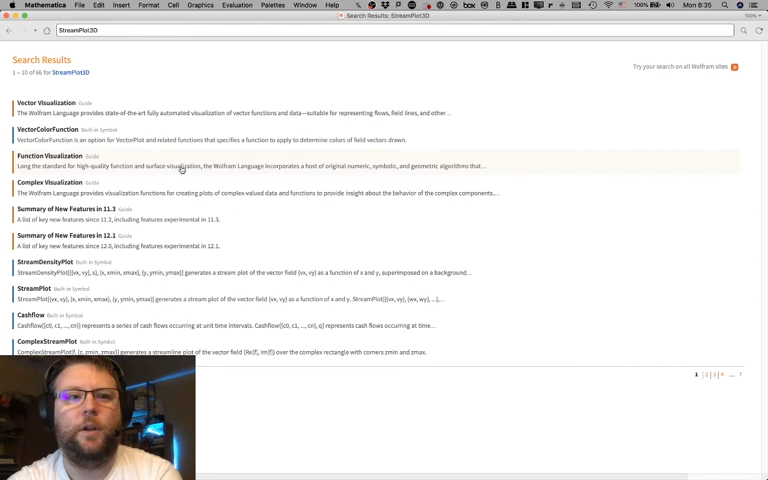 Mathematica File Edit Insert Format Cell Graphics Evaluation Palettes Window Help 100% Mon 8:35
Search Results: StreamPlot3D
100%
StreamPlot3D
Search Results
1 – 10 of 66 for StreamPlot3D
Try your search on all Wolfram sites »
Vector Visualization Guide
The Wolfram Language provides state-of-the-art fully automated visualization of vector functions and data—suitable for representing flows, field lines, and other...
VectorColorFunction Built-in Symbol
VectorColorFunction is an option for VectorPlot and related functions that specifies a function to apply to determine colors of field vectors drawn.
Function Visualization Guide
Long the standard for high-quality function and surface visualization, the Wolfram Language incorporates a host of original numeric, symbolic, and geometric algorithms that...
Complex Visualization Guide
The Wolfram Language provides visualization functions for creating plots of complex-valued data and functions to provide insight about the behavior of the complex components....
Summary of New Features in 11.3 Guide
A list of key new features since 11.2, including features experimental in 11.3.
Summary of New Features in 12.1 Guide
A list of key new features since 12.0, including features experimental in 12.1.
StreamDensityPlot Built-in Symbol
StreamDensityPlot[{{vx, vy}, s}, {x, xmin, xmax}, {y, ymin, ymax}] generates a stream plot of the vector field {vx, vy} as a function of x and y, superimposed on a background...
StreamPlot Built-in Symbol
StreamPlot[{vx, vy}, {x, xmin, xmax}, {y, ymin, ymax}] generates a stream plot of the vector field {vx, vy} as a function of x and y. StreamPlot[{{vx, vy}, {wx, wy}, ...},...
Cashflow Built-in Symbol
Cashflow[{c0, c1, ..., cn}] represents a series of cash flows occurring at unit time intervals. Cashflow[{c0, c1, ..., cn}, q] represents cash flows occurring at time...
ComplexStreamPlot Built-in Symbol
ComplexStreamPlot[f, {z, zmin, zmax}] generates a streamline plot of the vector field {Re[f], Im[f]} over the complex rectangle with corners zmin and zmax.
1 | 2 | 3 | 4 ... 7